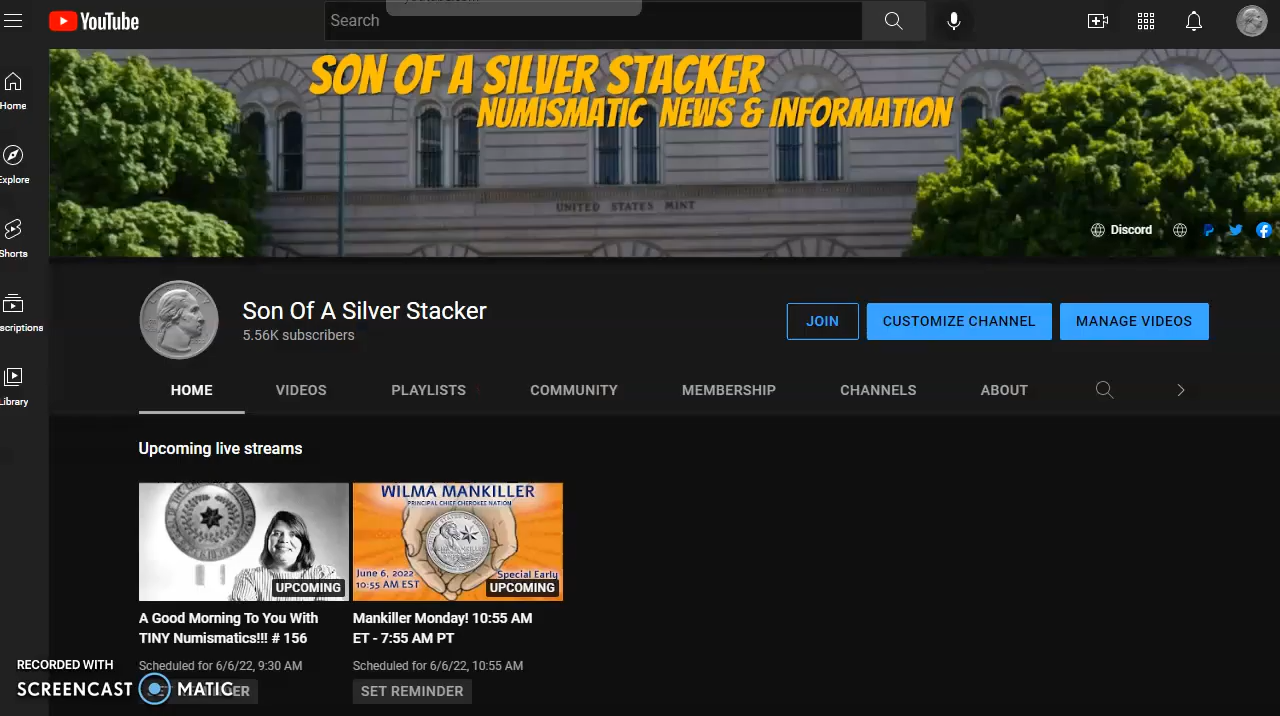 YouTube
Search
SON OF A SILVER STACKER
NUMISMATIC NEWS & INFORMATION
UNITED STATES MINT
Discord
Home
Explore
Shorts
scriptions
Library
Son Of A Silver Stacker
5.56K subscribers
JOIN
CUSTOMIZE CHANNEL
MANAGE VIDEOS
HOME
VIDEOS
PLAYLISTS
COMMUNITY
MEMBERSHIP
CHANNELS
ABOUT
Upcoming live streams
UPCOMING
A Good Morning To You With
TINY Numismatics!!! # 156
Scheduled for 6/6/22, 9:30 AM
WILMA MANKILLER
PRINCIPAL CHIEF CHEROKEE NATION
June 6, 2022
10:55 AM EST
Special Early
UPCOMING
Mankiller Monday! 10:55 AM
ET - 7:55 AM PT
Scheduled for 6/6/22, 10:55 AM
SET REMINDER
RECORDED WITH
SCREENCAST MATIC